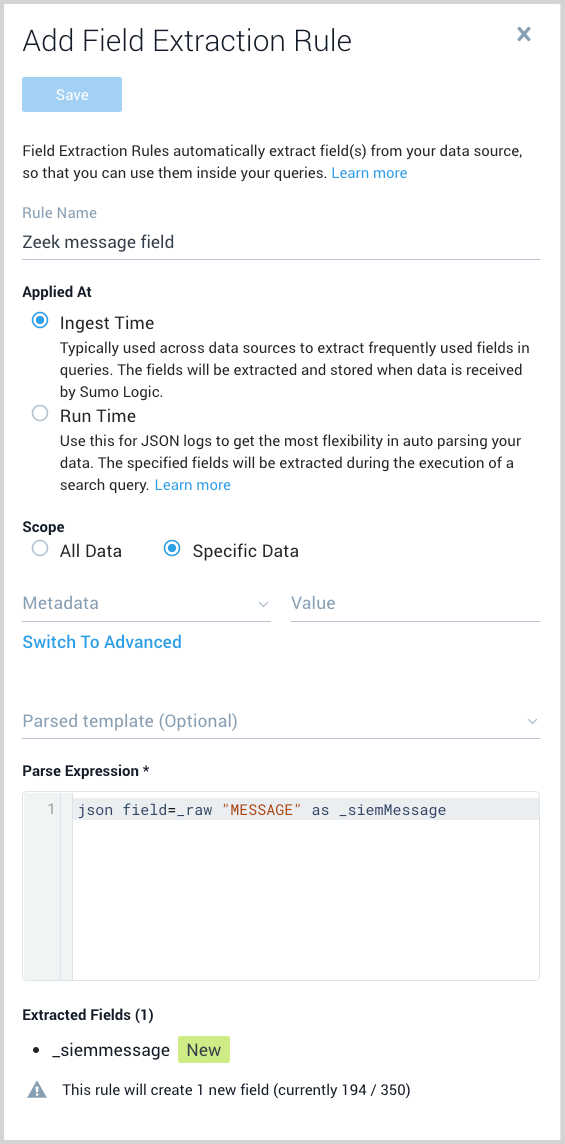 Add Field Extraction Rule
Save
Field Extraction Rules automatically extract field(s) from your data source,
so that you can use them inside your queries. Learn more
Rule Name
Zeek message field
Applied At
Ingest Time
Typically used across data sources to extract frequently used fields in
queries. The fields will be extracted and stored when data is received
by Sumo Logic.
Run Time
Use this for JSON logs to get the most flexibility in auto parsing your
data. The specified fields will be extracted during the execution of a
search query. Learn more
Scope
All Data Specific Data
Metadata Value
Switch To Advanced
Parsed template (Optional)
Parse Expression *
1 json field=_raw "MESSAGE" as _siemMessage
Extracted Fields (1)
• _siemmessage New
This rule will create 1 new field (currently 194 / 350)